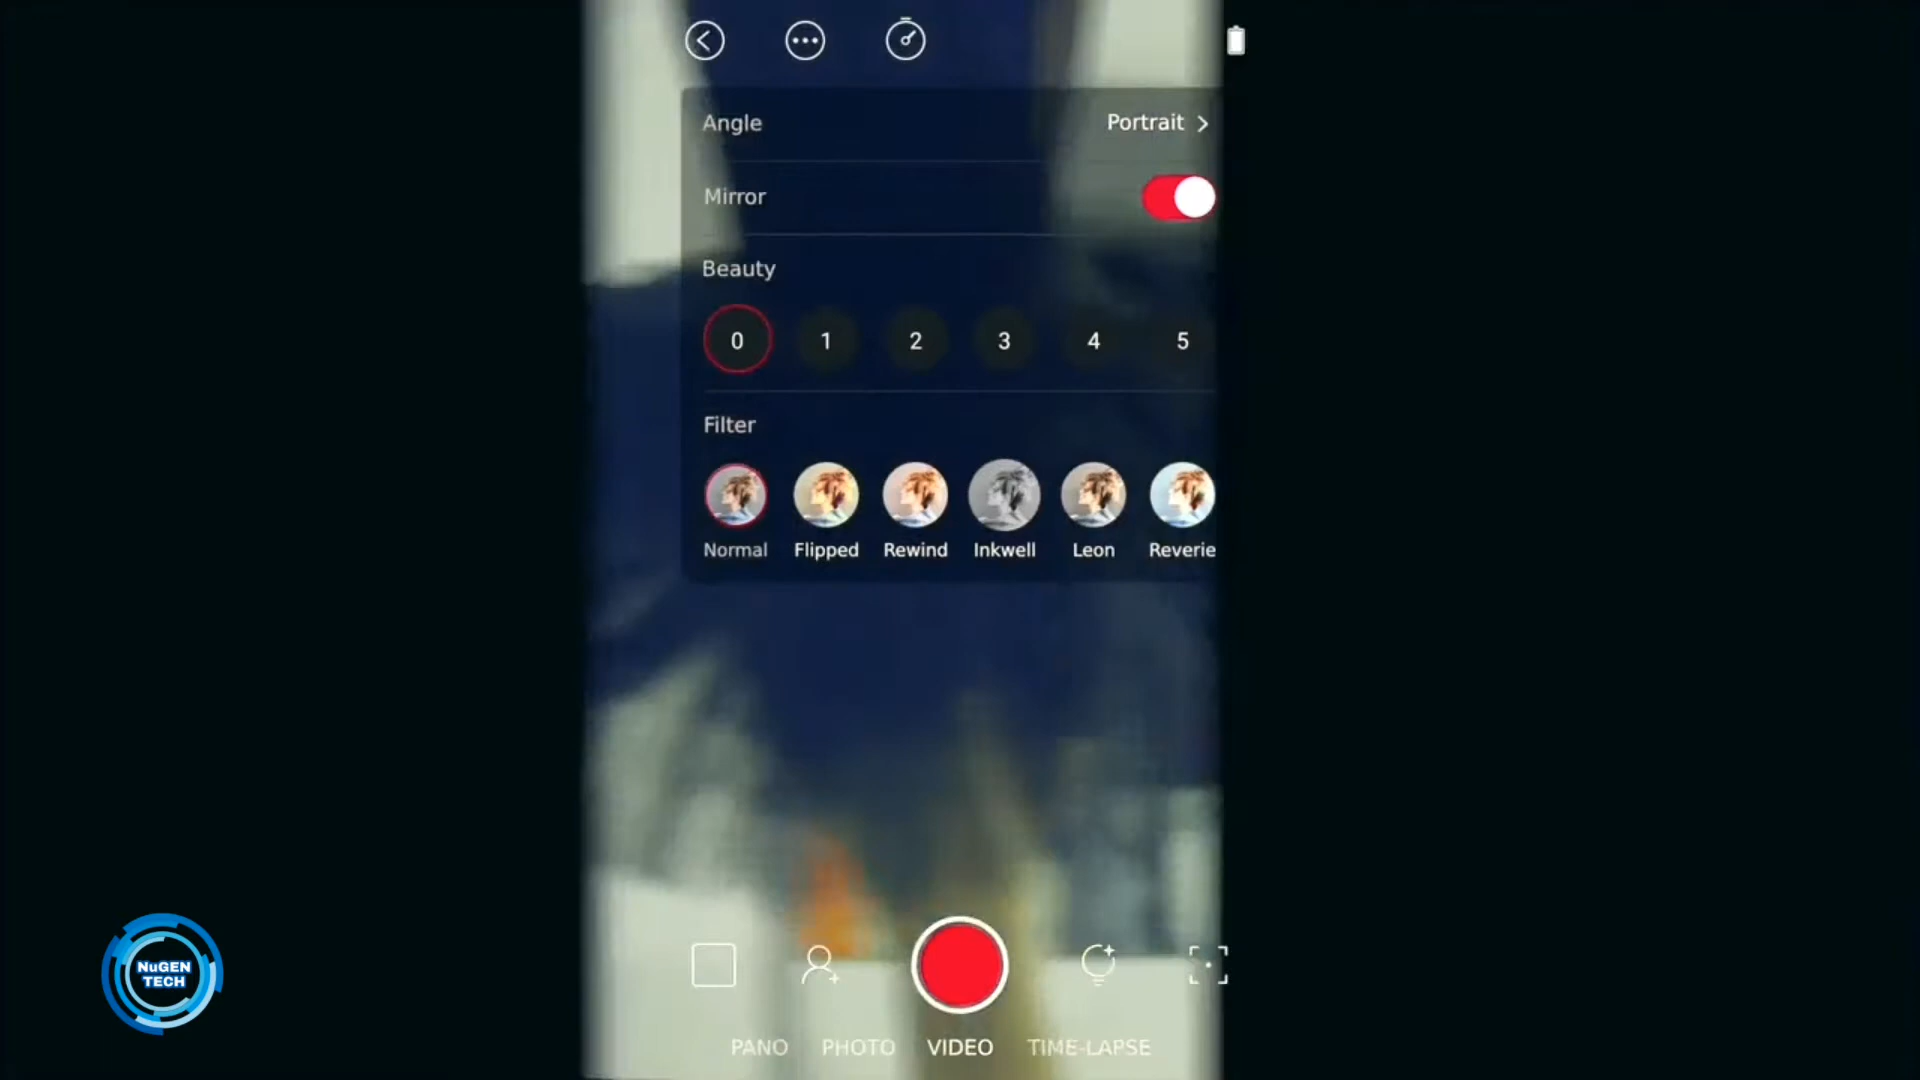 Angle Portrait
Mirror
Beauty
0 1 2 3 4 5
Filter
Normal Flipped Rewind Inkwell Leon Reverie
NuGEN
TECH
PANO PHOTO VIDEO TIME-LAPSE